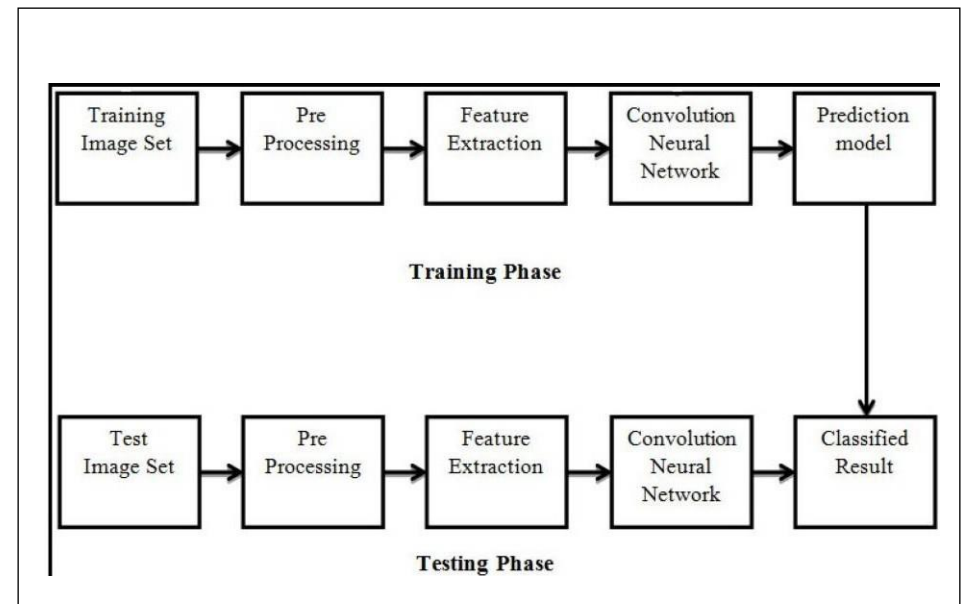 Training
Image Set
Pre
Processing
Feature
Extraction
Convolution
Neural
Network
Prediction
model
Training Phase
Test
Image Set
Pre
Processing
Feature
Extraction
Convolution
Neural
Network
Classified
Result
Testing Phase